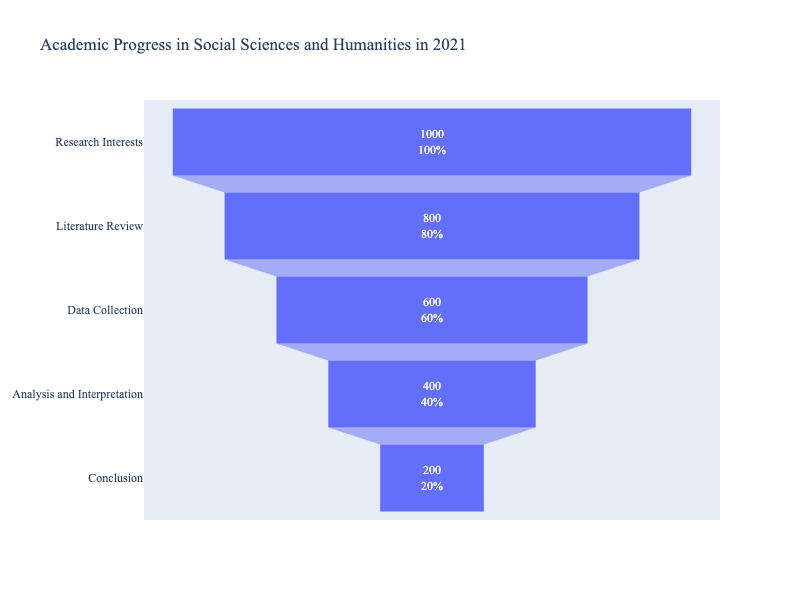 Academic Progress in Social Sciences and Humanities in 2021
Research Interests
1000
100%
Literature Review
800
80%
Data Collection
600
60%
Analysis and Interpretation
400
40%
Conclusion
200
20%